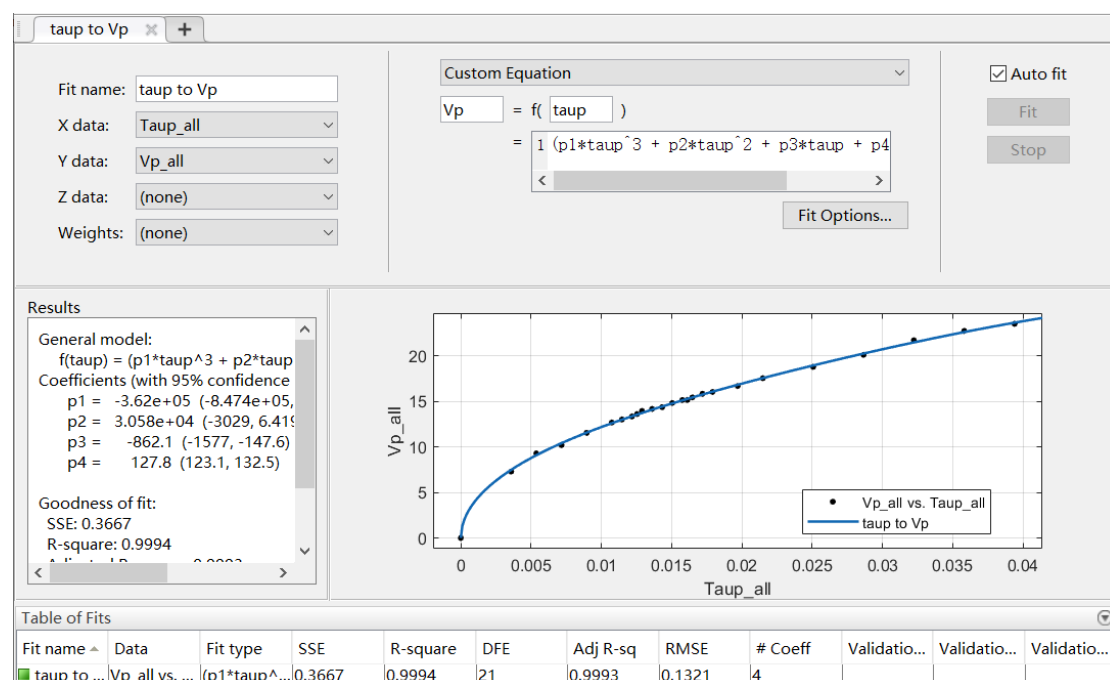 taup to Vp
Fit name: taup to Vp
X data: Taup_all
Y data: Vp_all
Z data: (none)
Weights: (none)
Custom Equation
Vp = f( taup )
= 1 (p1*taup^3 + p2*taup^2 + p3*taup + p4
Fit Options...
Auto fit
Fit
Stop
Results
General model:
f(taup) = (p1*taup^3 + p2*taup
Coefficients (with 95% confidence
p1 = -3.62e+05 (-8.474e+05,
p2 = 3.058e+04 (-3029, 6.419
p3 = -862.1 (-1577, -147.6)
p4 = 127.8 (123.1, 132.5)
Goodness of fit:
SSE: 0.3667
R-square: 0.9994
20
15
10
5
0
Vp_all
0 0.005 0.01 0.015 0.02 0.025 0.03 0.035 0.04
Taup_all
Vp_all vs. Taup_all
taup to Vp
Table of Fits
Fit name Data Fit type SSE R-square DFE Adj R-sq RMSE # Coeff Validatio... Validatio... Validatio...
taup to ... Vp_all vs. ... (p1*taup^... 0.3667 0.9994 21 0.9993 0.1321 4